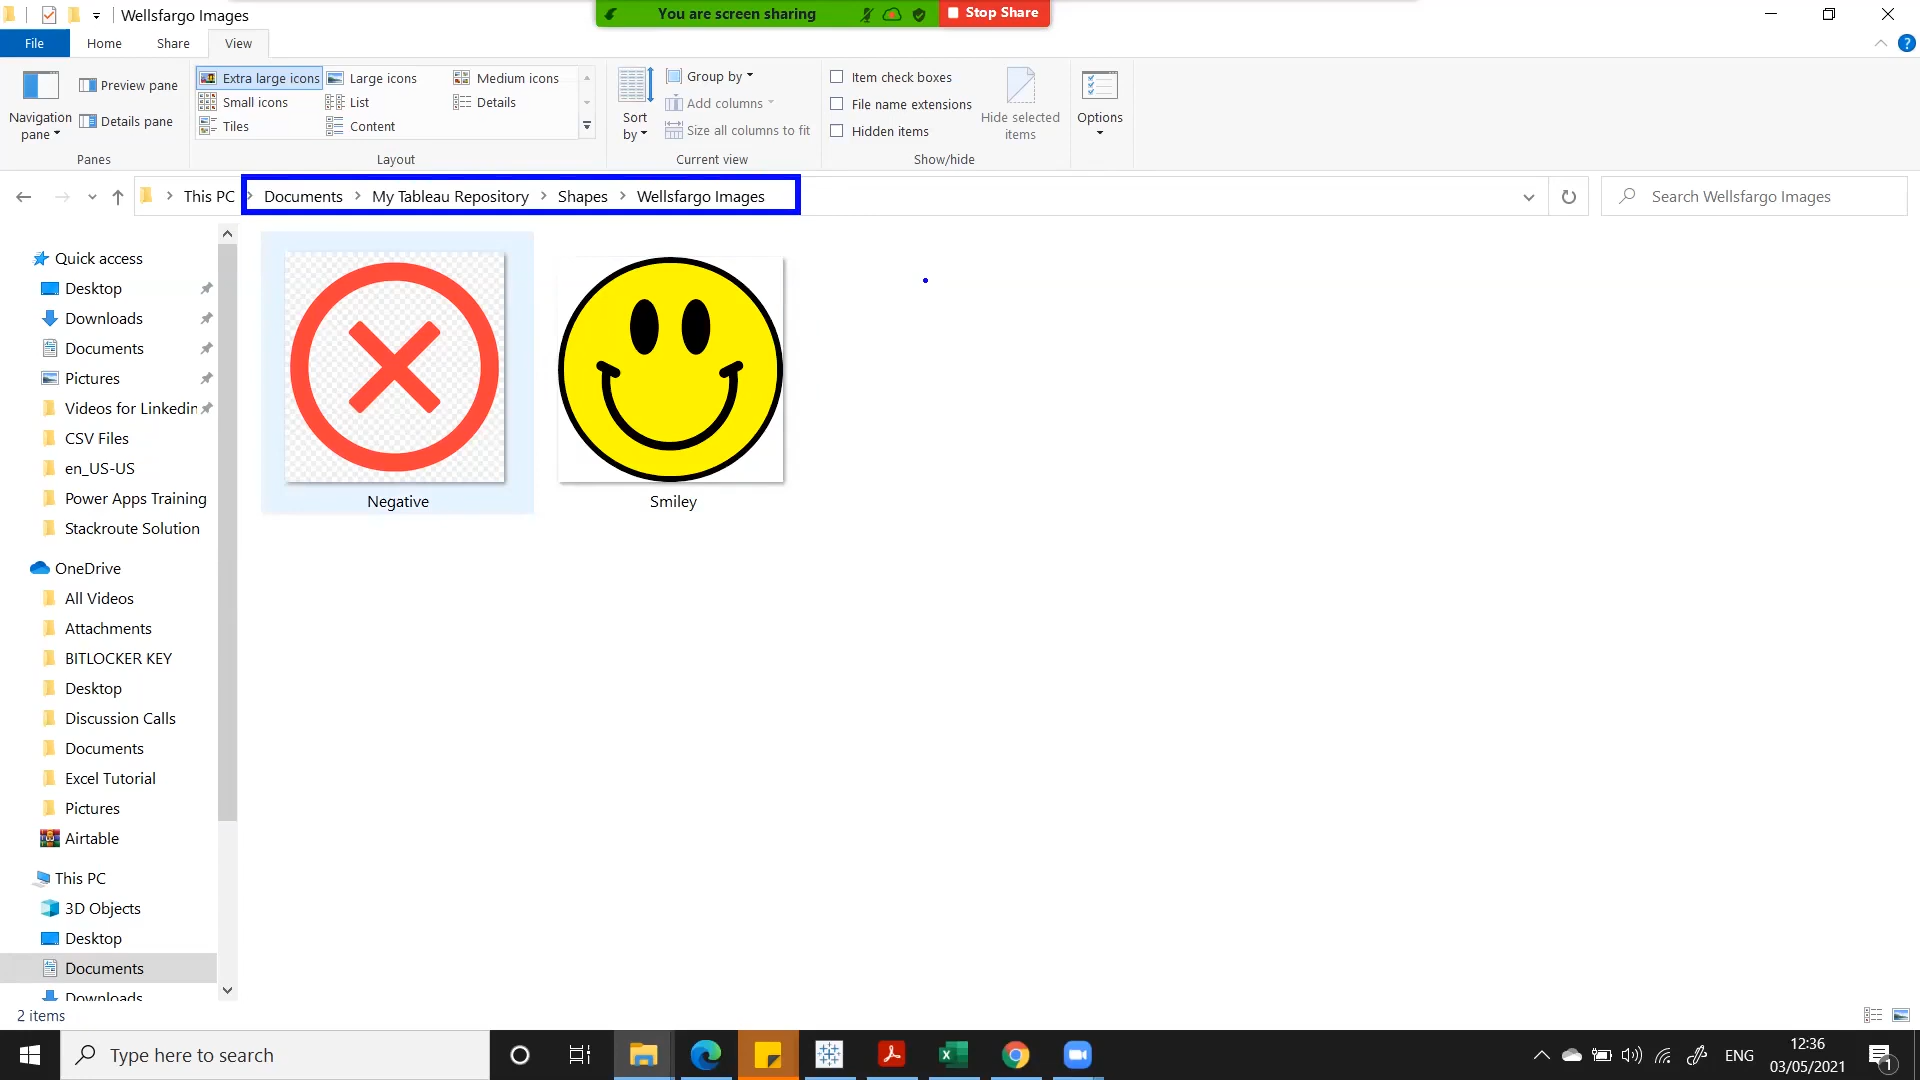 Wellsfargo Images
You are screen sharing
Stop Share
File Home Share View
Preview pane
Details pane
Navigation pane
Panes
Extra large icons Large icons Medium icons
Small icons List Details
Tiles Content
Layout
Sort by
Group by
Add columns
Size all columns to fit
Current view
Item check boxes
File name extensions
Hidden items
Hide selected items
Show/hide
Options
This PC > Documents > My Tableau Repository > Shapes > Wellsfargo Images
Search Wellsfargo Images
Quick access
Desktop
Downloads
Documents
Pictures
Videos for Linkedin
CSV Files
en_US-US
Power Apps Training
Stackroute Solution
OneDrive
All Videos
Attachments
BITLOCKER KEY
Desktop
Discussion Calls
Documents
Excel Tutorial
Pictures
Airtable
This PC
3D Objects
Desktop
Documents
Downloads
Negative
Smiley
2 items
Type here to search
ENG
12:36
03/05/2021
1